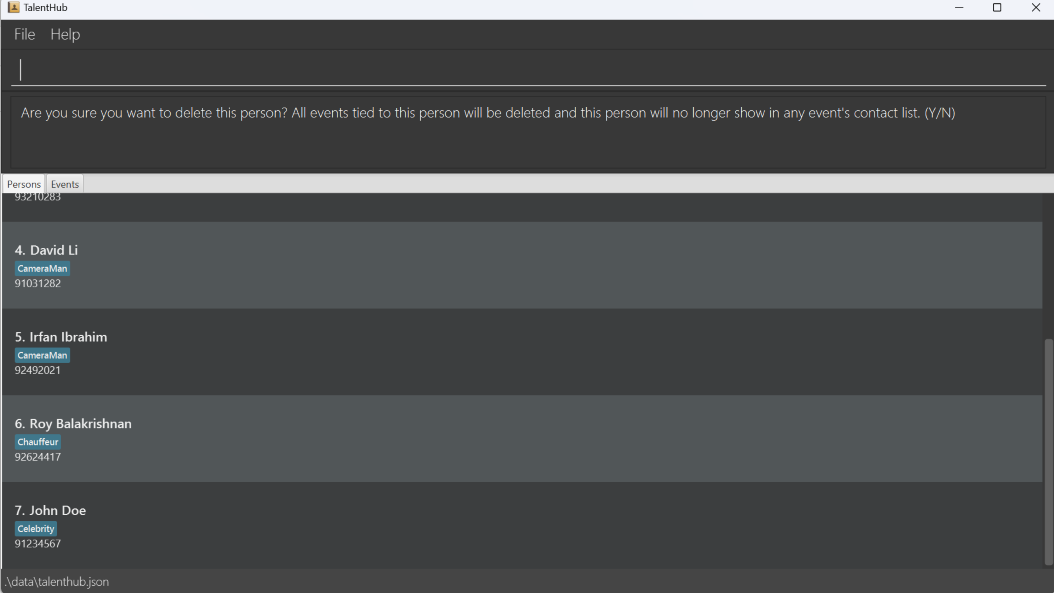 TalentHub
File Help
Are you sure you want to delete this person? All events tied to this person will be deleted and this person will no longer show in any event's contact list. (Y/N)
Persons Events
93210283
4. David Li
CameraMan
91031282
5. Irfan Ibrahim
CameraMan
92492021
6. Roy Balakrishnan
Chauffeur
92624417
7. John Doe
Celebrity
91234567
.\data\talenthub.json